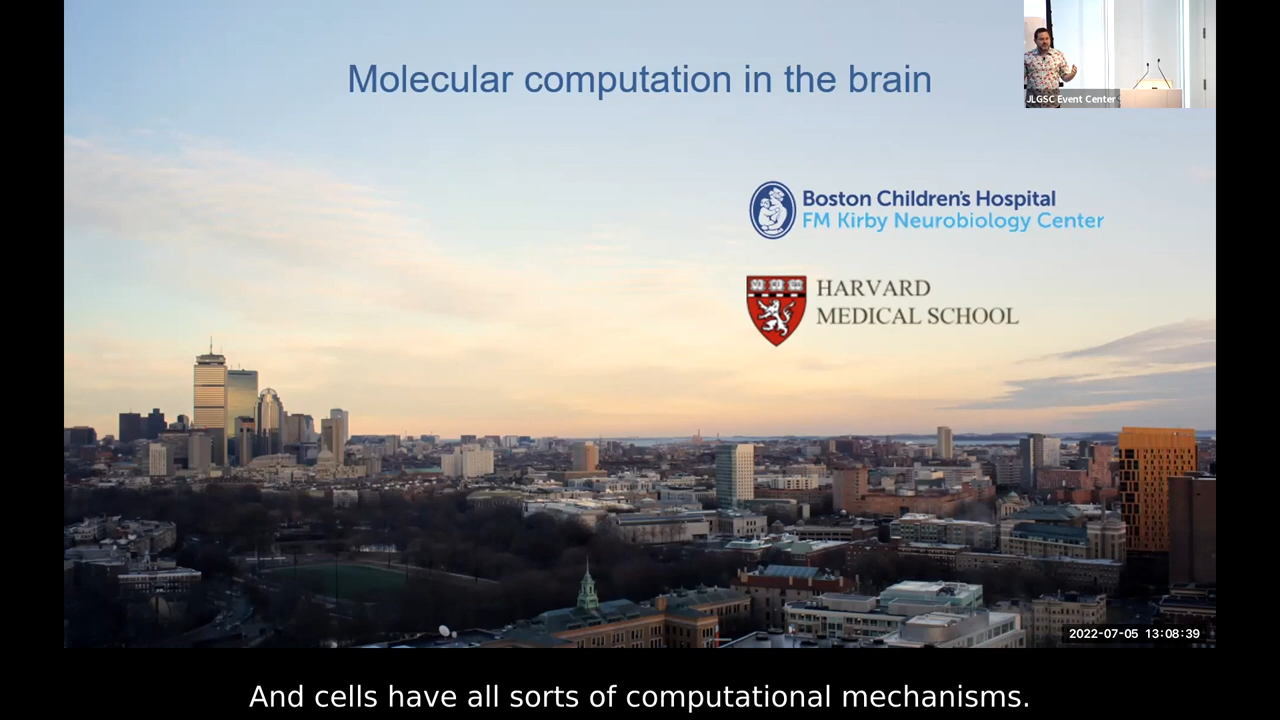 Molecular computation in the brain
JLGSC Event Center
Boston Children's Hospital
FM Kirby Neurobiology Center
HARVARD
MEDICAL SCHOOL
2022-07-05 13:08:39
And cells have all sorts of computational mechanisms.